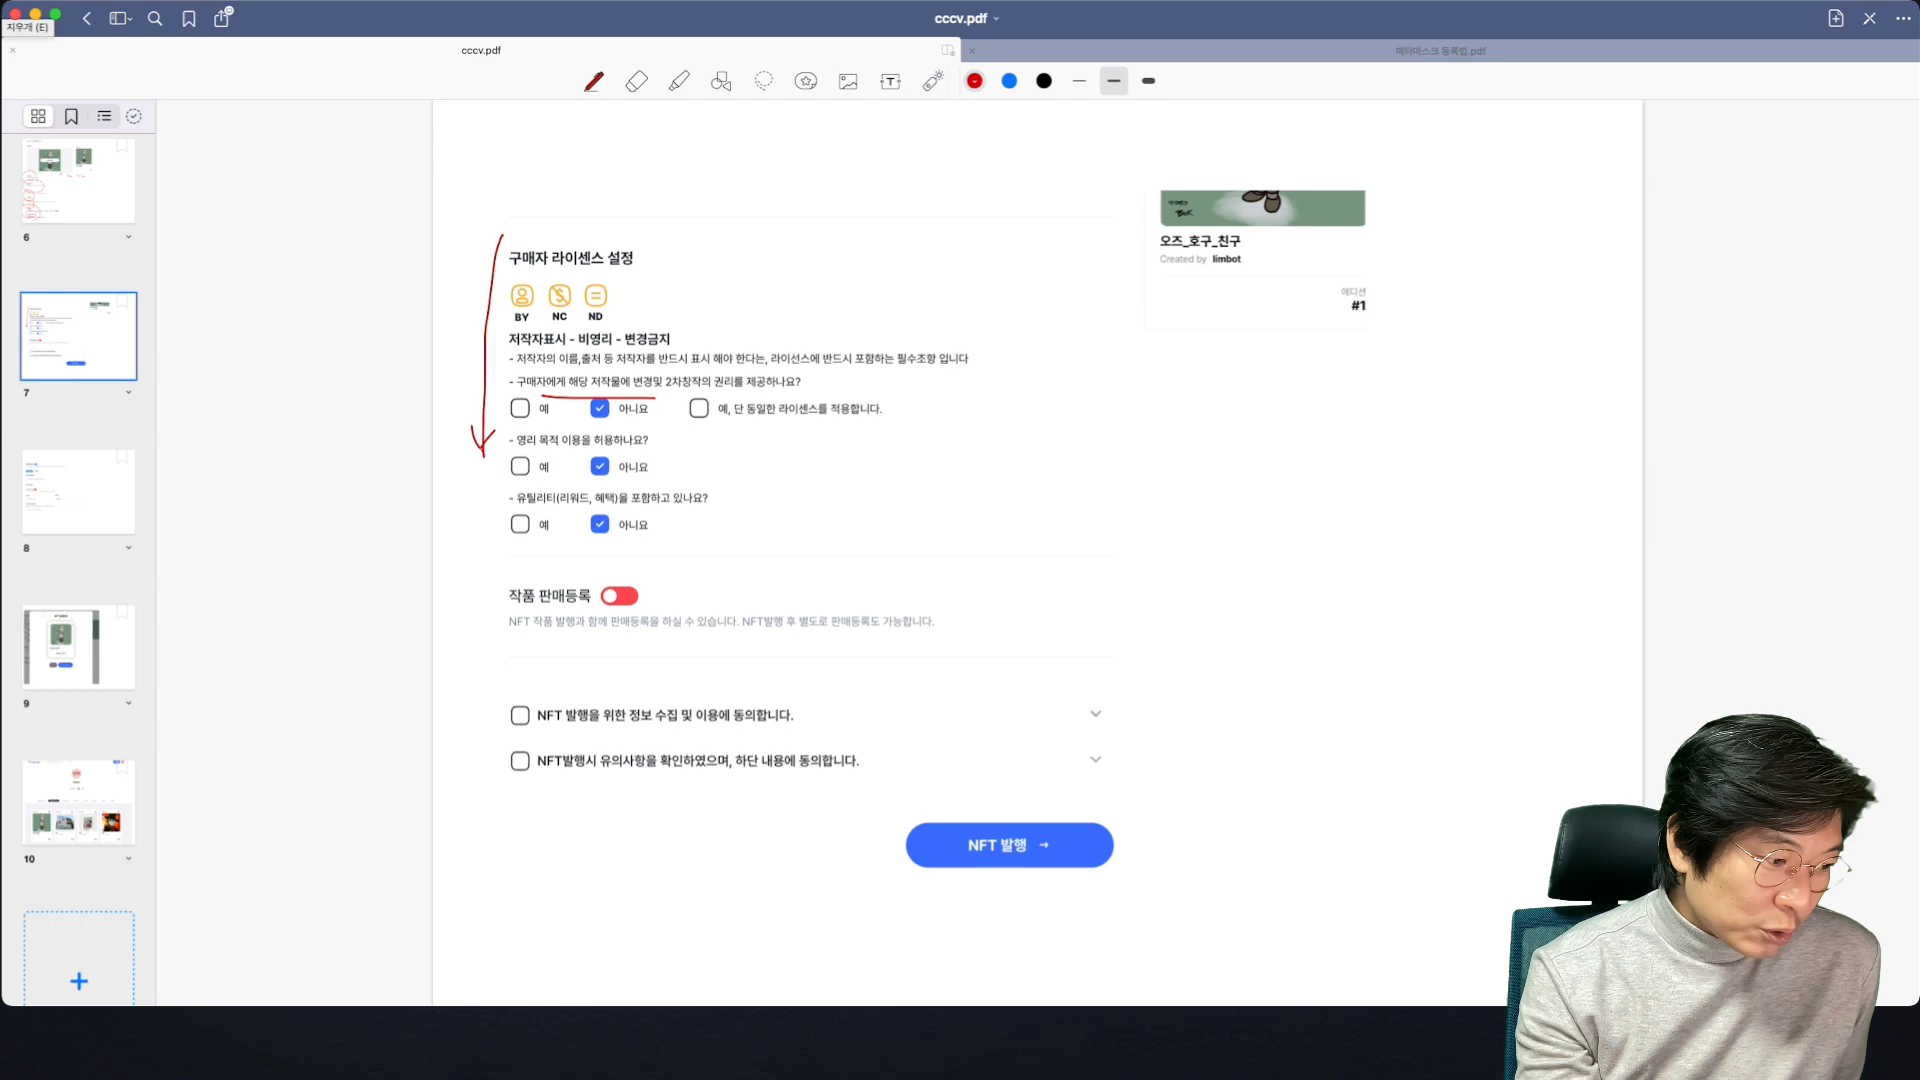 cccv.pdf
지우개 (E)
cccv.pdf
메타마스크 등록법.pdf
6
7
8
9
10
구매자 라이센스 설정
BY NC ND
저작자표시 - 비영리 - 변경금지
- 저작자의 이름,출처 등 저작자를 반드시 표시 해야 한다는, 라이선스에 반드시 포함하는 필수조항 입니다
- 구매자에게 해당 저작물에 변경및 2차창작의 권리를 제공하나요?
예 아니요 예, 단 동일한 라이센스를 적용합니다.
- 영리 목적 이용을 허용하나요?
예 아니요
- 유틸리티(리워드, 혜택)을 포함하고 있나요?
예 아니요
작품 판매등록
NFT 작품 발행과 함께 판매등록을 하실 수 있습니다. NFT발행 후 별도로 판매등록도 가능합니다.
NFT 발행을 위한 정보 수집 및 이용에 동의합니다.
NFT발행시 유의사항을 확인하였으며, 하단 내용에 동의합니다.
NFT 발행 →
오즈_호구_친구
Created by limbot
에디션
#1